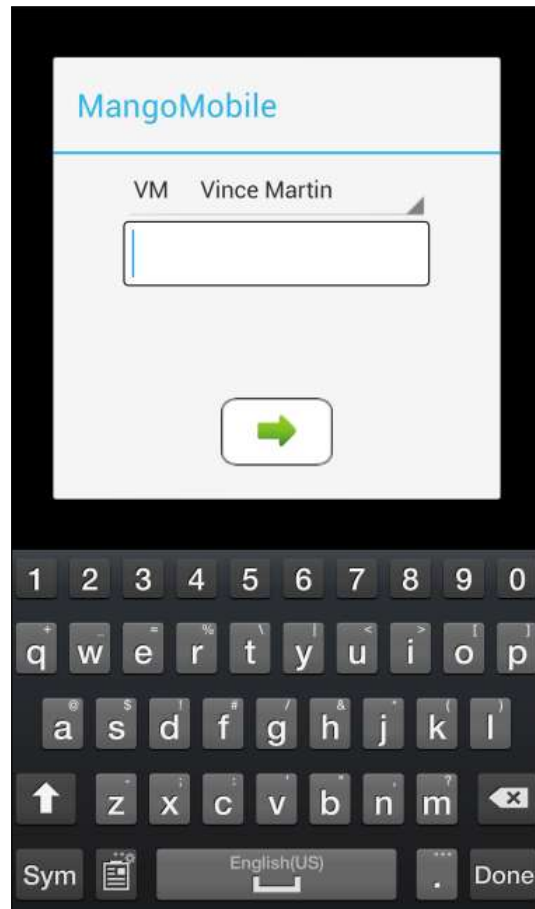 MangoMobile
VM Vince Martin
1 2 3 4 5 6 7 8 9 0
+ _ = % \ | < > [ ]
q w e r t y u i o p
@ $ ! # / & * ( )
a s d f g h j k l
- ; : ' " , ?
z x c v b n m
English(US)
Sym . Done